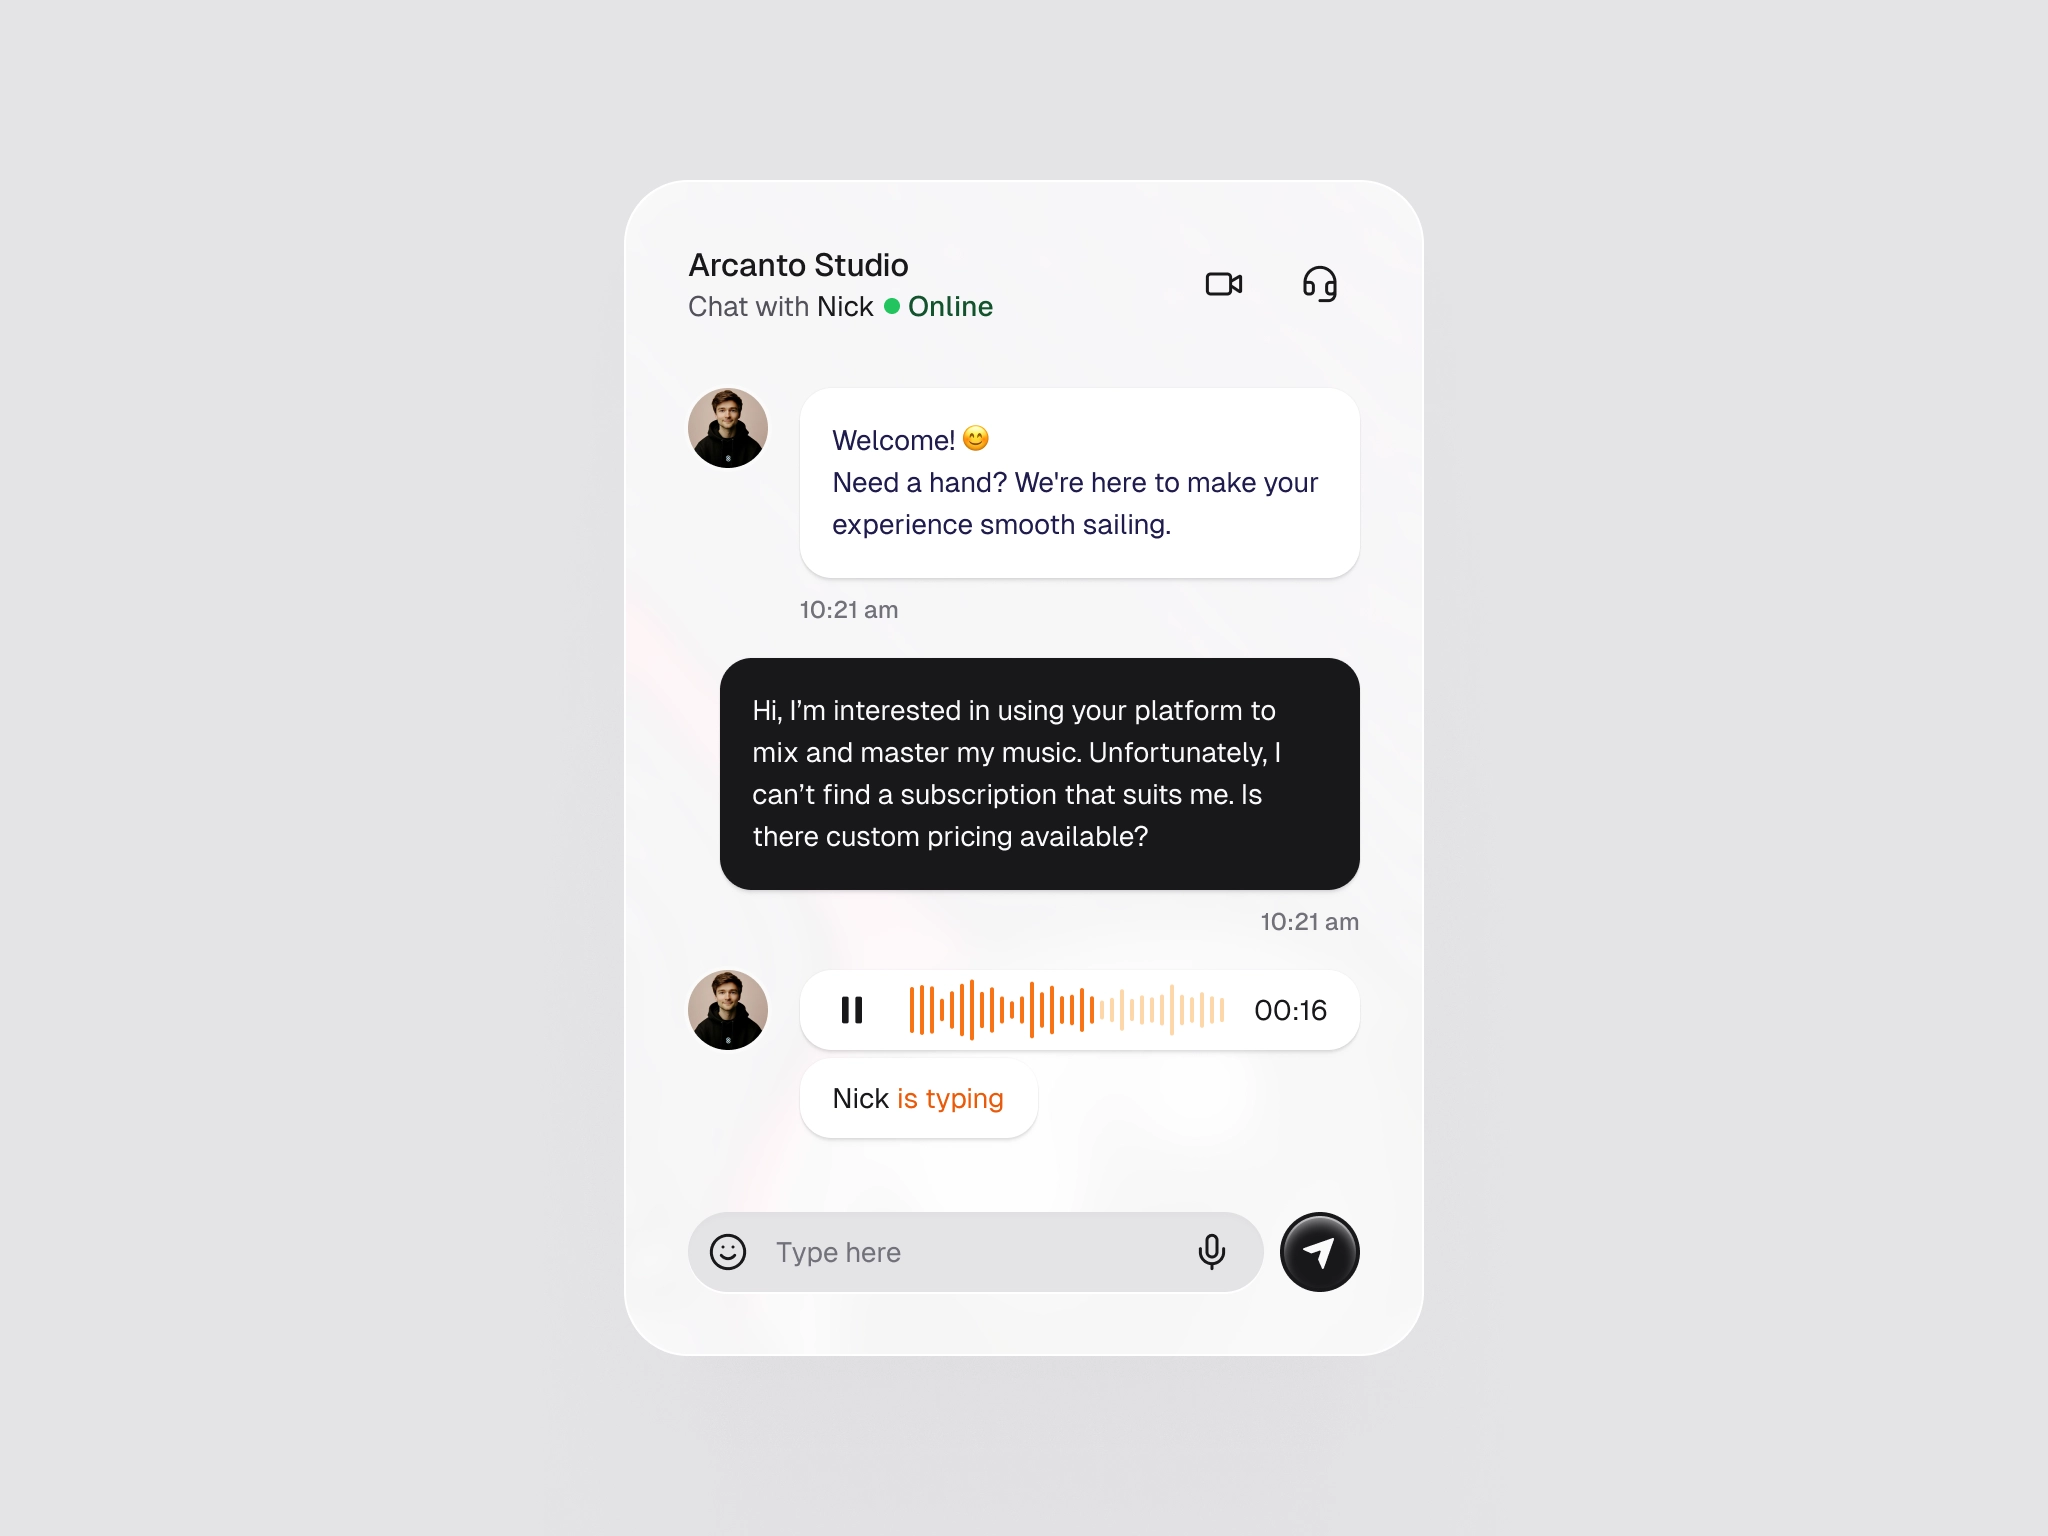 Arcanto Studio
Chat with Nick Online
Welcome! 😊
Need a hand? We're here to make your
experience smooth sailing.
10:21 am
Hi, I’m interested in using your platform to
mix and master my music. Unfortunately, I
can’t find a subscription that suits me. Is
there custom pricing available?
10:21 am
00:16
Nick is typing
Type here